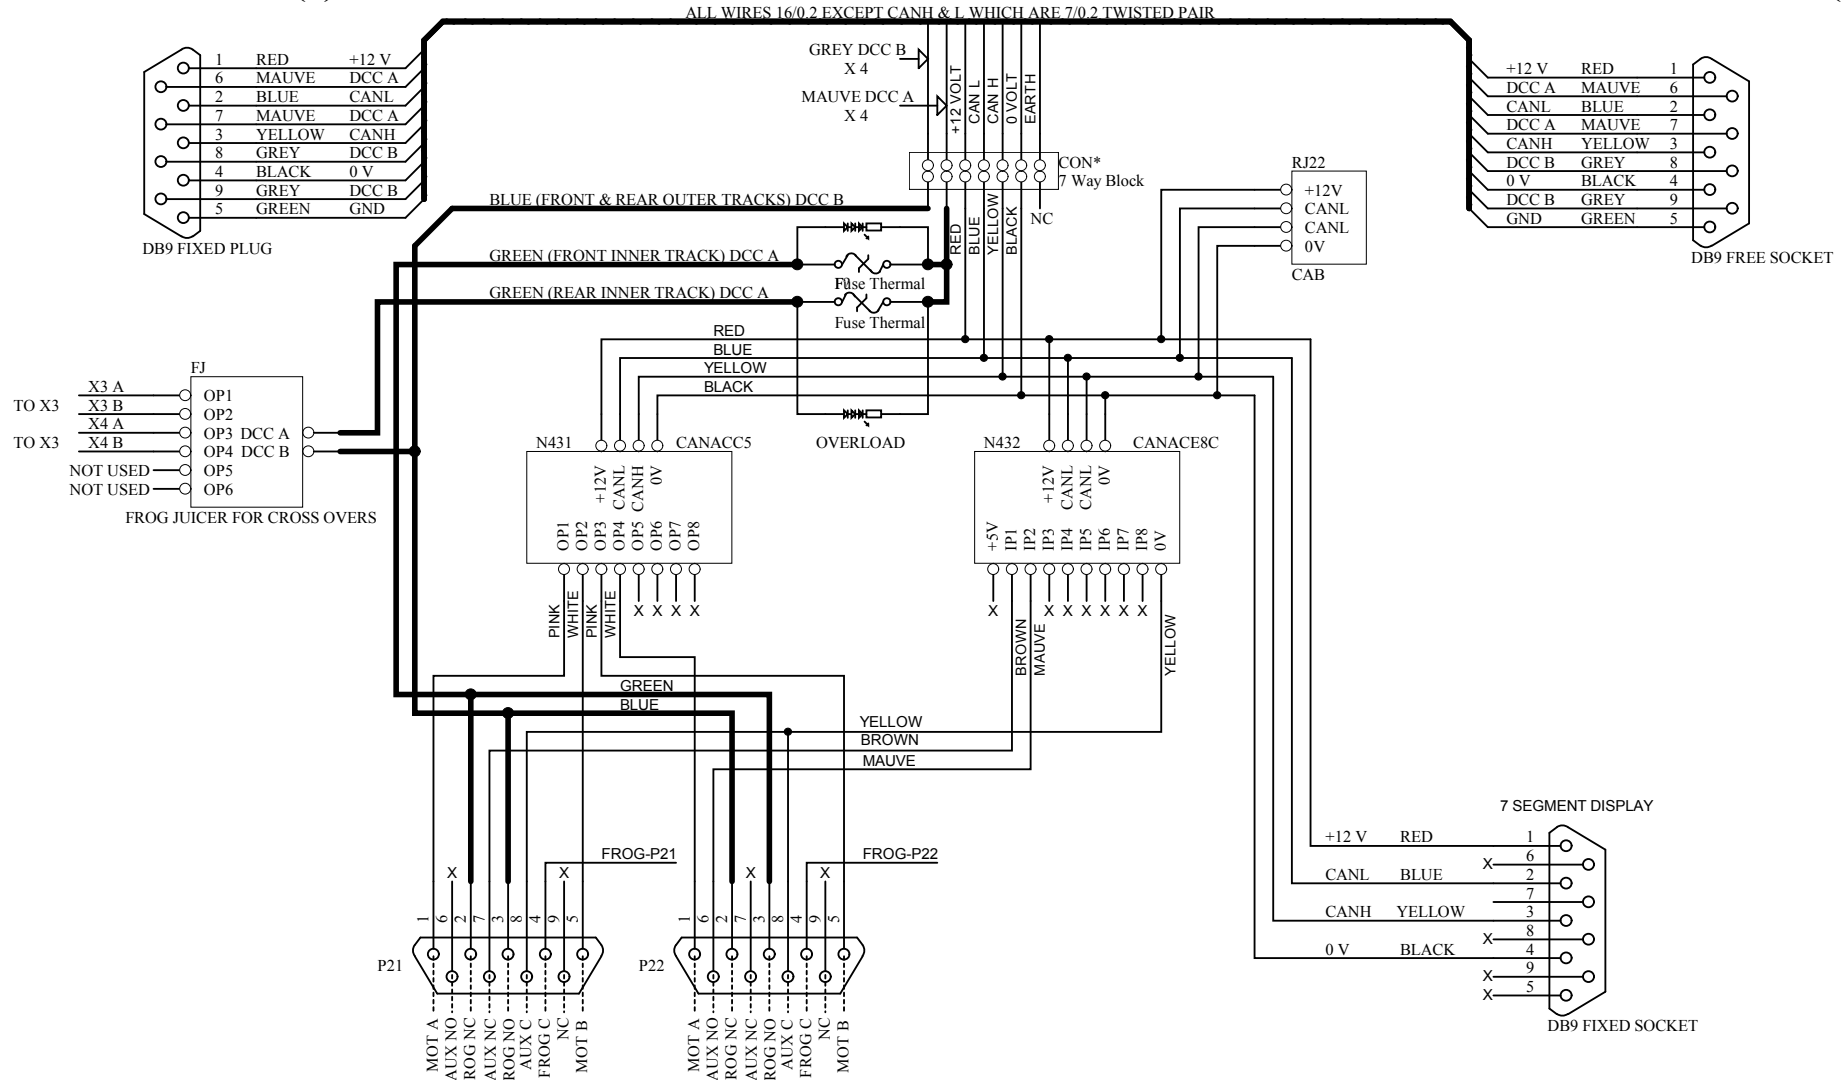 ALL WIRES 16/0.2 EXCEPT CANH & L WHICH ARE 7/0.2 TWISTED PAIR
1 RED +12 V
6 MAUVE DCC A
2 BLUE CANL
7 MAUVE DCC A
3 YELLOW CANH
8 GREY DCC B
4 BLACK 0 V
9 GREY DCC B
5 GREEN GND
DB9 FIXED PLUG
GREY DCC B
X 4
MAUVE DCC A
X 4
+12 VOLT
CAN L
CAN H
0 VOLT
EARTH
CON*
7 Way Block
NC
RED
BLUE
YELLOW
BLACK
RJ22
+12V
CANL
CANL
0V
CAB
+12 V RED 1
DCC A MAUVE 6
CANL BLUE 2
DCC A MAUVE 7
CANH YELLOW 3
DCC B GREY 8
0 V BLACK 4
DCC B GREY 9
GND GREEN 5
DB9 FREE SOCKET
BLUE (FRONT & REAR OUTER TRACKS) DCC B
GREEN (FRONT INNER TRACK) DCC A
GREEN (REAR INNER TRACK) DCC A
Fuse Thermal
Fuse Thermal
RED
BLUE
YELLOW
BLACK
OVERLOAD
FJ
TO X3
X3 A
X3 B
TO X3
X4 A
X4 B
NOT USED
NOT USED
OP1
OP2
OP3 DCC A
OP4 DCC B
OP5
OP6
FROG JUICER FOR CROSS OVERS
N431
CANACC5
+12V
CANL
CANH
0V
OP1
OP2
OP3
OP4
OP5
OP6
OP7
OP8
X X X X
PINK
WHITE
PINK
WHITE
N432
CANACE8C
+12V
CANL
CANL
0V
+5V
IP1
IP2
IP3
IP4
IP5
IP6
IP7
IP8
0V
X X X X X X X
BROWN
MAUVE
YELLOW
GREEN
BLUE
YELLOW
BROWN
MAUVE
X
X
FROG-P21
X
X
FROG-P22
1 6 2 7 3 8 4 9 5
P21
MOT A
AUX NO
ROG NC
AUX NC
ROG NO
AUX C
FROG C
NC
MOT B
1 6 2 7 3 8 4 9 5
P22
MOT A
AUX NO
ROG NC
AUX NC
ROG NO
AUX C
FROG C
NC
MOT B
7 SEGMENT DISPLAY
+12 V RED 1
X 6
CANL BLUE 2
7
CANH YELLOW 3
X 8
0 V BLACK 4
X 9
X 5
DB9 FIXED SOCKET